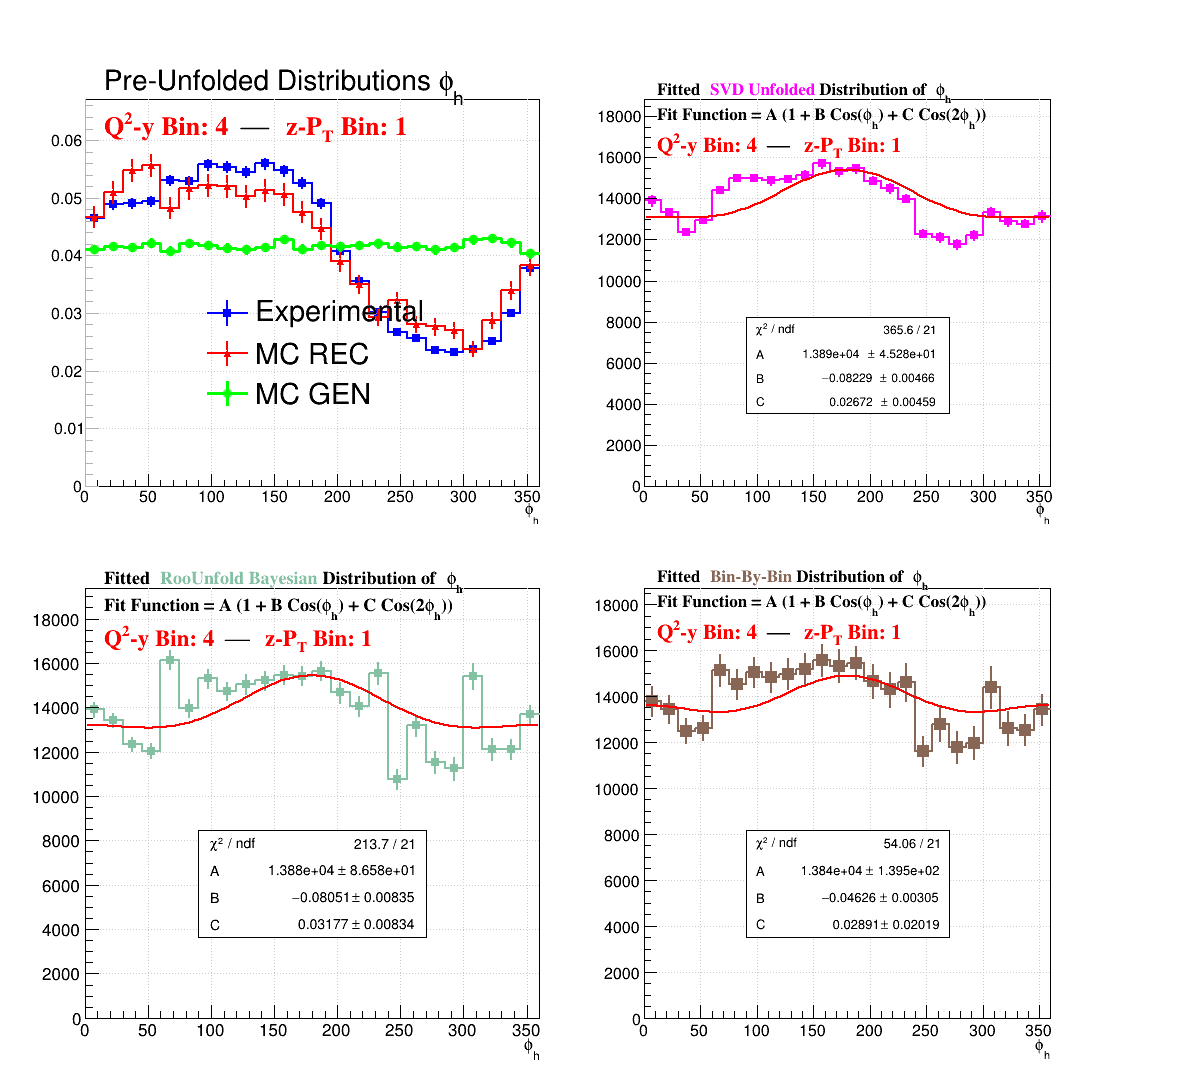 Pre-Unfolded Distributions ϕh
Q²-y Bin: 4 — z-PT Bin: 1
0.06
0.05
0.04
0.03
0.02
0.01
0
Experimental
MC REC
MC GEN
0 50 100 150 200 250 300 350
ϕh
Fitted SVD Unfolded Distribution of ϕh
Fit Function = A (1 + B Cos(ϕh) + C Cos(2ϕh))
Q²-y Bin: 4 — z-PT Bin: 1
18000
16000
14000
12000
10000
8000
6000
4000
2000
0
χ² / ndf 365.6 / 21
A 1.389e+04 ± 4.528e+01
B −0.08229 ± 0.00466
C 0.02672 ± 0.00459
0 50 100 150 200 250 300 350
ϕh
Fitted RooUnfold Bayesian Distribution of ϕh
Fit Function = A (1 + B Cos(ϕh) + C Cos(2ϕh))
Q²-y Bin: 4 — z-PT Bin: 1
18000
16000
14000
12000
10000
8000
6000
4000
2000
0
χ² / ndf 213.7 / 21
A 1.388e+04 ± 8.658e+01
B −0.08051 ± 0.00835
C 0.03177 ± 0.00834
0 50 100 150 200 250 300 350
ϕh
Fitted Bin-By-Bin Distribution of ϕh
Fit Function = A (1 + B Cos(ϕh) + C Cos(2ϕh))
Q²-y Bin: 4 — z-PT Bin: 1
18000
16000
14000
12000
10000
8000
6000
4000
2000
0
χ² / ndf 54.06 / 21
A 1.384e+04 ± 1.395e+02
B −0.04626 ± 0.00305
C 0.02891 ± 0.02019
0 50 100 150 200 250 300 350
ϕh